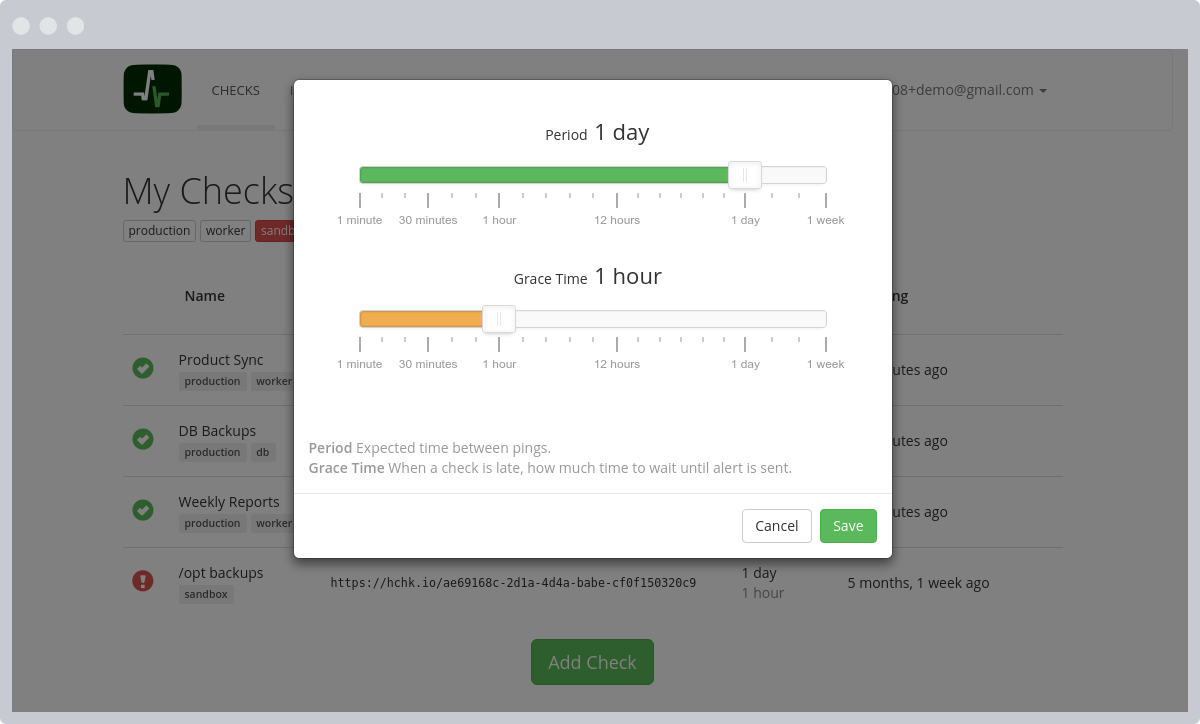 CHECKS
08+demo@gmail.com
Period 1 day
1 minute 30 minutes 1 hour 12 hours 1 day 1 week
My Checks
production worker
Grace Time 1 hour
1 minute 30 minutes 1 hour 12 hours 1 day 1 week
Name
Product Sync
production worker
utes ago
DB Backups
production db
utes ago
Period Expected time between pings.
Grace Time When a check is late, how much time to wait until alert is sent.
Weekly Reports
production worker
utes ago
Cancel Save
/opt backups
sandbox
https://hchk.io/ae69168c-2d1a-4d4a-babe-cf0f150320c9
1 day
1 hour
5 months, 1 week ago
Add Check